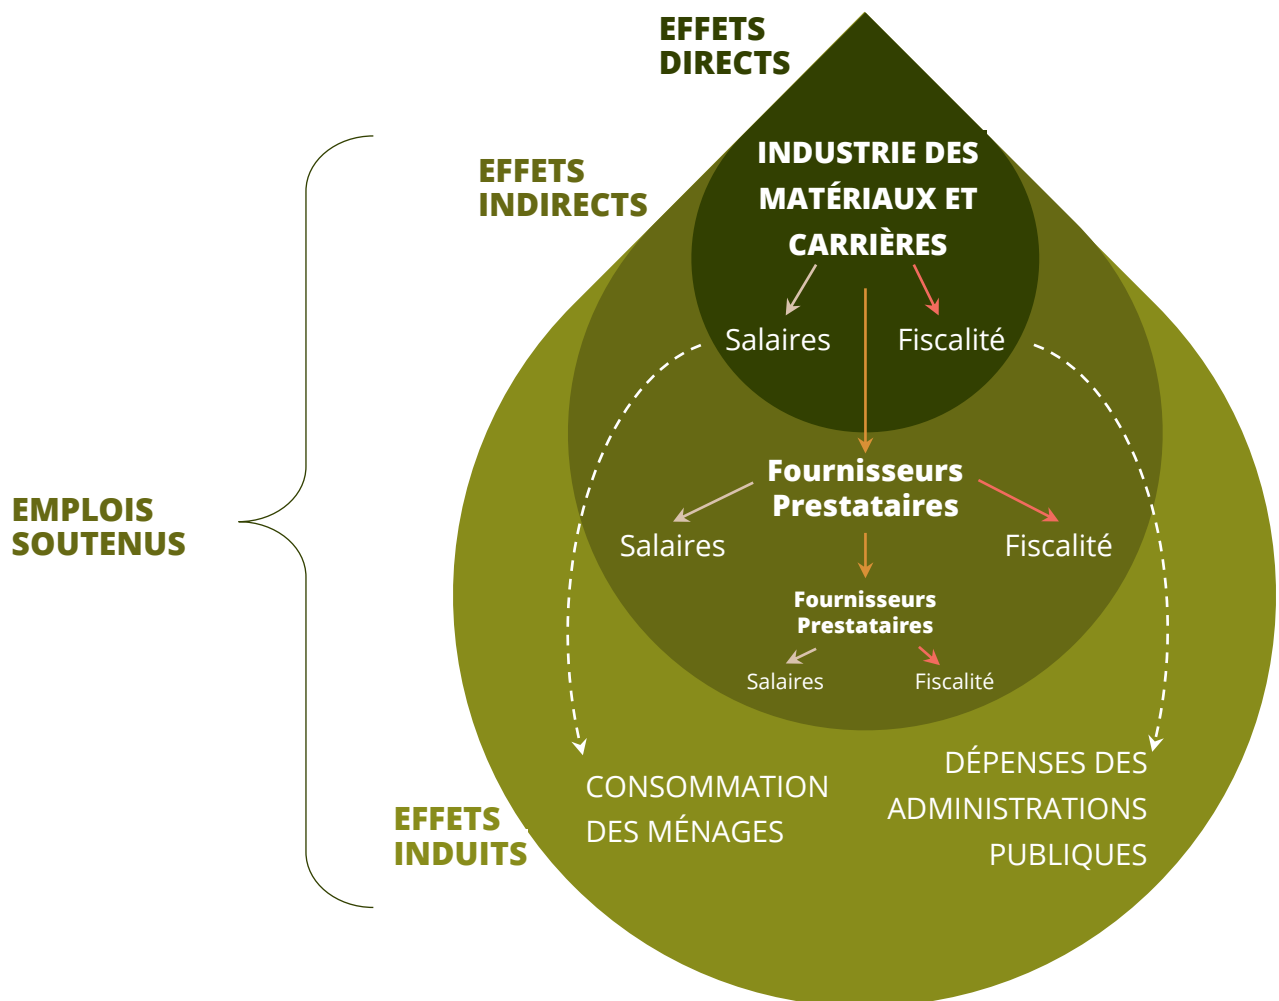 EFFETS
DIRECTS
INDUSTRIE DES
MATÉRIAUX ET
CARRIÈRES
EFFETS
INDIRECTS
Salaires
Fiscalité
Fournisseurs
Prestataires
EMPLOIS
SOUTENUS
Salaires
Fiscalité
Fournisseurs
Prestataires
Salaires
Fiscalité
EFFETS
INDUITS
CONSOMMATION
DES MÉNAGES
DÉPENSES DES
ADMINISTRATIONS
PUBLIQUES